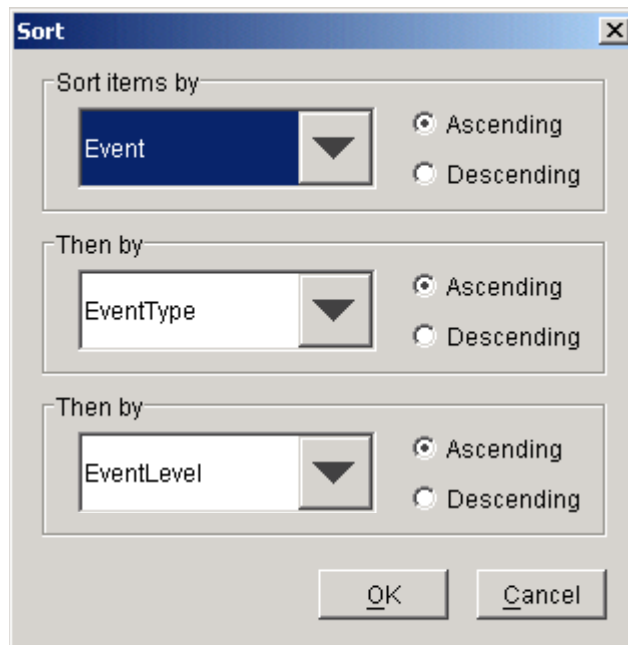 Sort
Sort items by
Event
Ascending
Descending
Then by
EventType
Ascending
Descending
Then by
EventLevel
Ascending
Descending
OK
Cancel